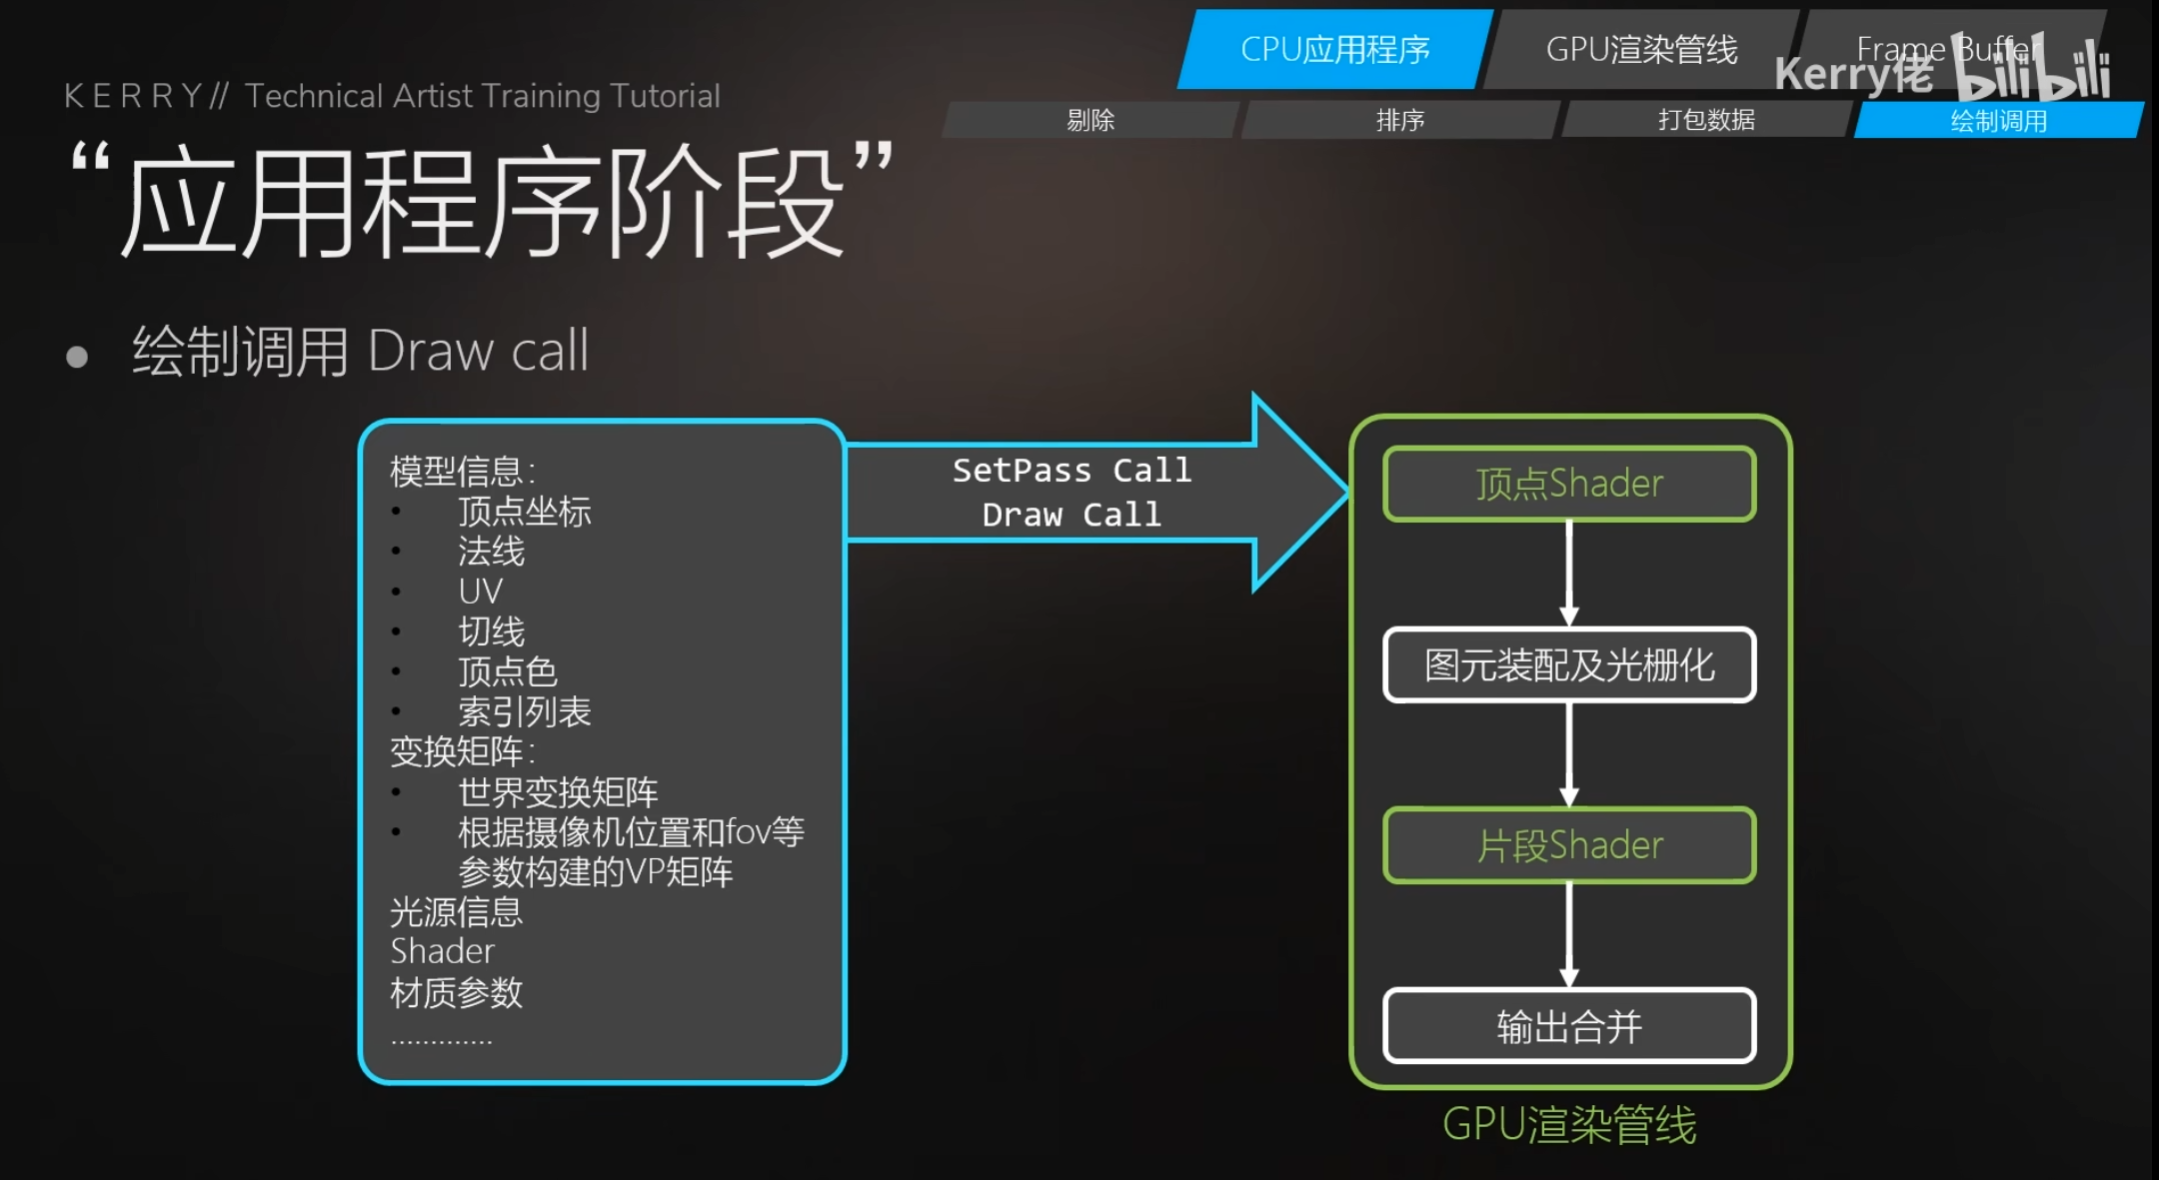 CPU应用程序
GPU渲染管线
Frame Buffer
Kerry佬 bilibili
KERRY// Technical Artist Training Tutorial
剔除
排序
打包数据
绘制调用
“应用程序阶段”
● 绘制调用 Draw call
模型信息：
• 顶点坐标
• 法线
• UV
• 切线
• 顶点色
• 索引列表
变换矩阵：
• 世界变换矩阵
• 根据摄像机位置和fov等
参数构建的VP矩阵
光源信息
Shader
材质参数
.............
SetPass Call
Draw Call
顶点Shader
图元装配及光栅化
片段Shader
输出合并
GPU渲染管线